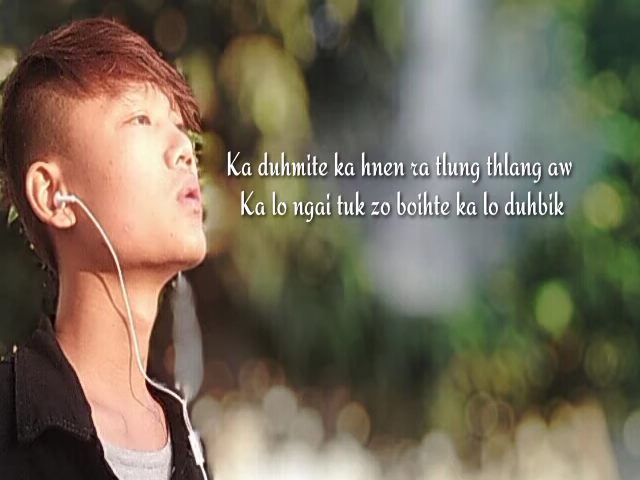 Ka duhmite ka hnen ra tlung thlang aw
Ka lo ngai tuk zo boihte ka lo duhbik